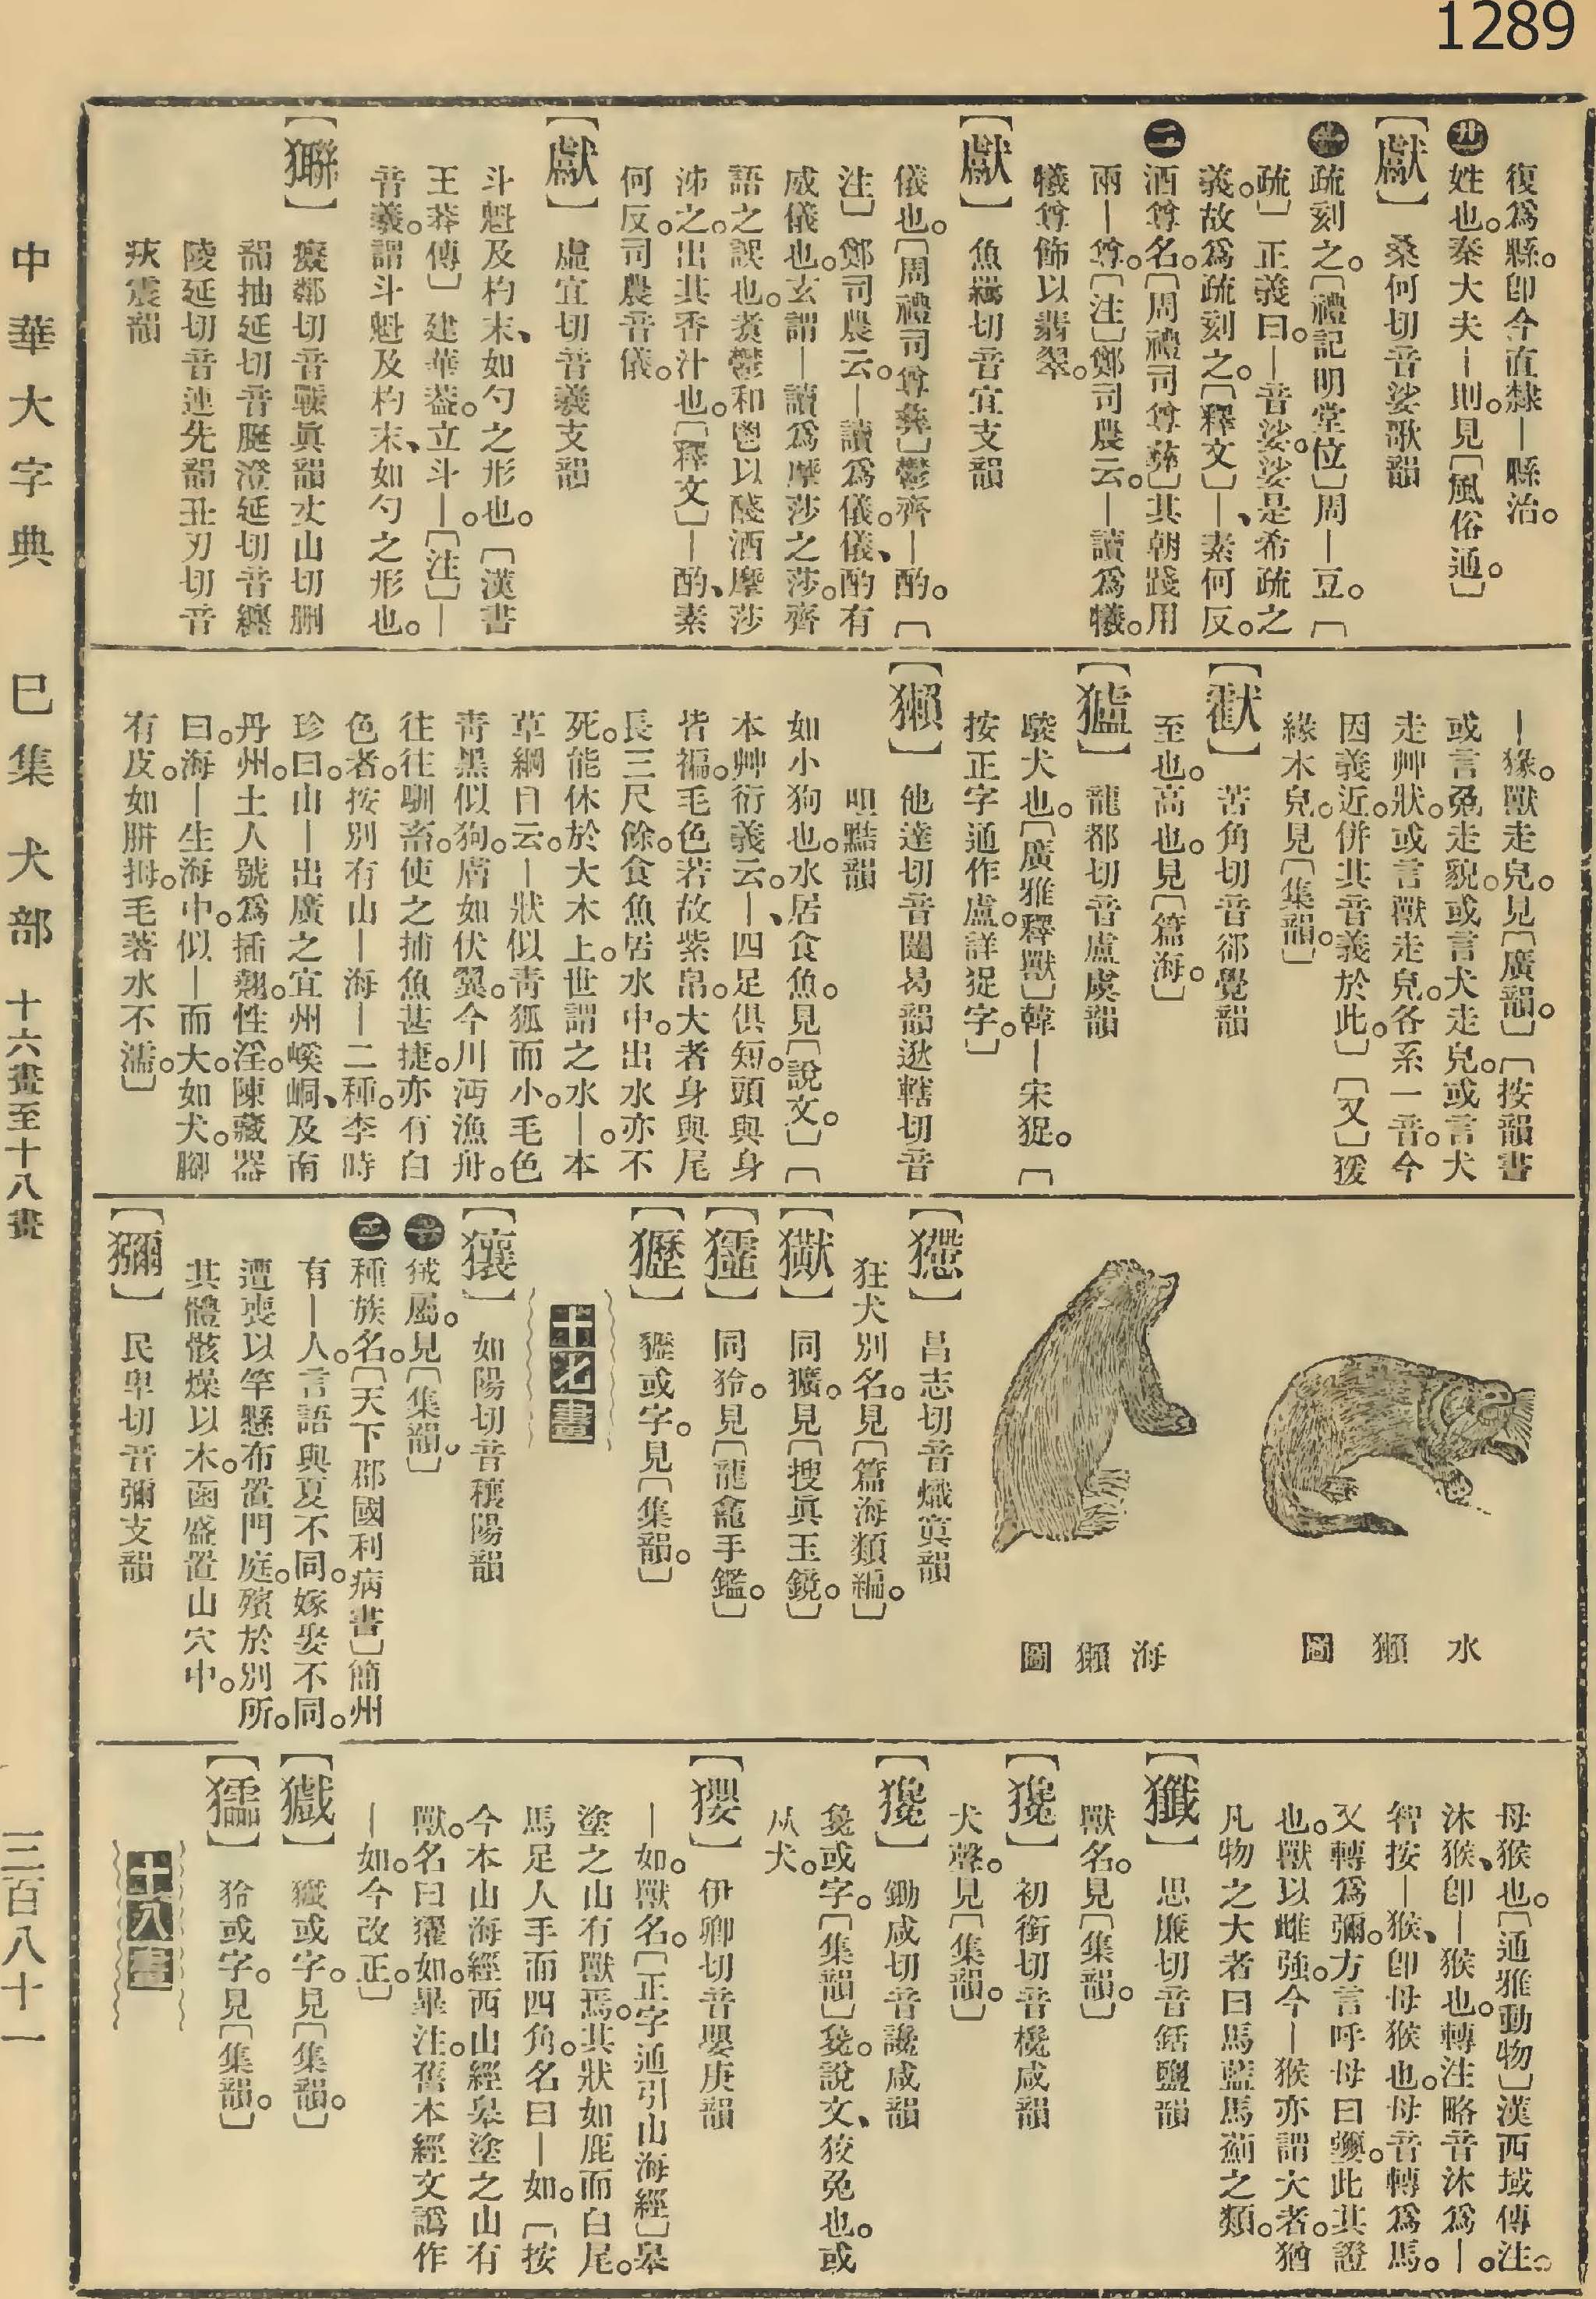 1289
復爲縣。卽今直隸－縣治。
廿姓也。秦大夫－則。見〔風俗通。〕
【獻】桑何切音娑歌韻
疏刻之。〔禮記明堂位〕周－豆。〔
疏〕正義曰。－音娑。娑是希疏之
義。故爲疏刻之。〔釋文〕－、素何反。
二酒尊名。〔周禮司尊彝〕其朝踐用
兩－尊。〔注〕鄭司農云。－讀爲犧。
犧尊飾以翡翠。
【獻】魚羈切音宜支韻
儀也。〔周禮司尊彝〕鬱齊－酌。〔
注〕鄭司農云。－讀爲儀。儀、酌有
威儀也。玄謂－讀爲摩莎之莎。齊
語之誤也。煑鬱和鬯以醆酒摩莎
沛之。出其香汁也。〔釋文〕－酌、素
何反。司農音儀。
【獻】虛宜切音羲支韻
斗魁及杓末、如勺之形也。〔漢書
王莽傳〕建華蓋。立斗－。〔注〕－
音羲。謂斗魁及杓末、如勺之形也。
【㺦】癡鄰切音㹞眞韻丈山切刪
韻抽延切音脠澄延切音纏
陵延切音連先韻丑刃切音
疢震韻
－猭。獸走皃。見〔廣韻。〕〔按韻書
或言兔走貌。或言犬走皃。或言犬
走艸狀。或言獸走皃。各系一音。今
因義近。併其音義於此。〕〔又〕猨
緣木皃。見〔集韻。〕
苦角切音郤覺韻
至也。高也。見〔篇海。〕
【獹】龍都切音盧虞韻
駿犬也。〔廣雅釋獸〕韓－宋猣。〔
按正字通作盧。詳猣字。〕
【獺】他達切音闥曷韻逖轄切音
呾黠韻
如小狗也。水居食魚。見〔說文。〕〔
本艸衍義云。－、四足俱短。頭與身
皆褊。毛色若故紫帛。大者身與尾
長三尺餘。食魚。居水中。出水亦不
死。能休於大木上。世謂之水－。本
草綱目云。－狀似靑狐而小。毛色
靑黑似狗。膚如伏翼。今川沔漁舟。
往往馴畜。使之捕魚甚捷。亦有白
色者。按別有山－海－二種。李時
珍曰。山－出廣之宜州嵠峒、及南
丹州。土人號爲插翹。性淫。陳藏器
曰。海－生海中。似－而大。大如犬。腳
有皮。如胼拇。毛著水不濡。〕
水獺圖
海獺圖
昌志切音熾寘韻
狂犬別名。見〔篇海類編。〕
同獷。見〔搜眞玉鏡。〕
同狑。見〔龍龕手鑑。〕
或字。見〔集韻。〕
十七畫
【獽】如陽切音穰陽韻
狨屬。見〔集韻。〕
二種族名。〔天下郡國利病書〕簡州
有－人。言語與夏不同。嫁娶不同。
遭喪以竿懸布置門庭。殯於別所。
其體骸燥以木。函盛置山穴中。
【獼】民卑切音彌支韻
母猴也。〔通雅動物〕漢西域傳注。
沐猴、卽－猴也。轉注略音沐爲－。
智按－猴、卽母猴也。母音轉爲馬。
又轉爲彌。方言呼母曰㜷。此其證
也。獸以雌強。今－猴亦謂大者。猶
凡物之大者曰馬藍馬薊之類。
【㺤】思廉切音銛鹽韻
獸名。見〔集韻。〕
初銜切音欃咸韻
犬聲。見〔集韻。〕
鋤咸切音讒咸韻
毚或字。〔集韻〕毚。說文、狡兔也。或
从犬。
【玃】伊卿切音嬰庚韻
－如。獸名。〔正字通引山海經〕皋
塗之山有獸焉。其狀如鹿而白尾。
馬足人手而四角。名曰－如。〔按
今本山海經西山經皋塗之山有
獸。名曰㺢如。畢注。舊本經文譌作
－如。今改正。〕
【㺔】㺔或字。見〔集韻。〕
狑或字。見〔集韻。〕
十八畫
中華大字典 巳集 犬部 十六畫至十八畫 三百八十一